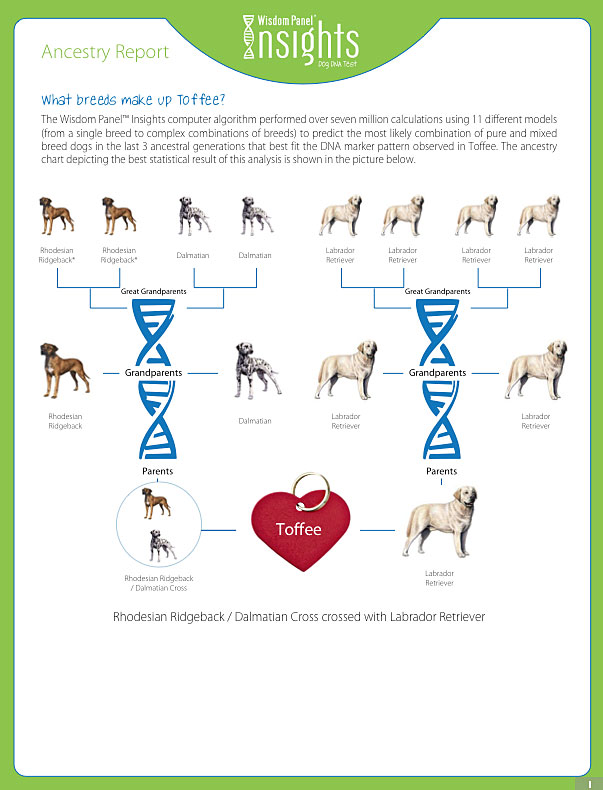 Ancestry Report
Wisdom Panel®
Insights
Dog DNA Test
What breeds make up Toffee?
The Wisdom Panel™ Insights computer algorithm performed over seven million calculations using 11 different models
(from a single breed to complex combinations of breeds) to predict the most likely combination of pure and mixed
breed dogs in the last 3 ancestral generations that best fit the DNA marker pattern observed in Toffee. The ancestry
chart depicting the best statistical result of this analysis is shown in the picture below.
Rhodesian
Ridgeback*
Rhodesian
Ridgeback*
Dalmatian
Dalmatian
Labrador
Retriever
Labrador
Retriever
Labrador
Retriever
Labrador
Retriever
Great Grandparents
Great Grandparents
Grandparents
Grandparents
Rhodesian
Ridgeback
Dalmatian
Labrador
Retriever
Labrador
Retriever
Parents
Parents
Toffee
Rhodesian Ridgeback
/ Dalmatian Cross
Labrador
Retriever
Rhodesian Ridgeback / Dalmatian Cross crossed with Labrador Retriever